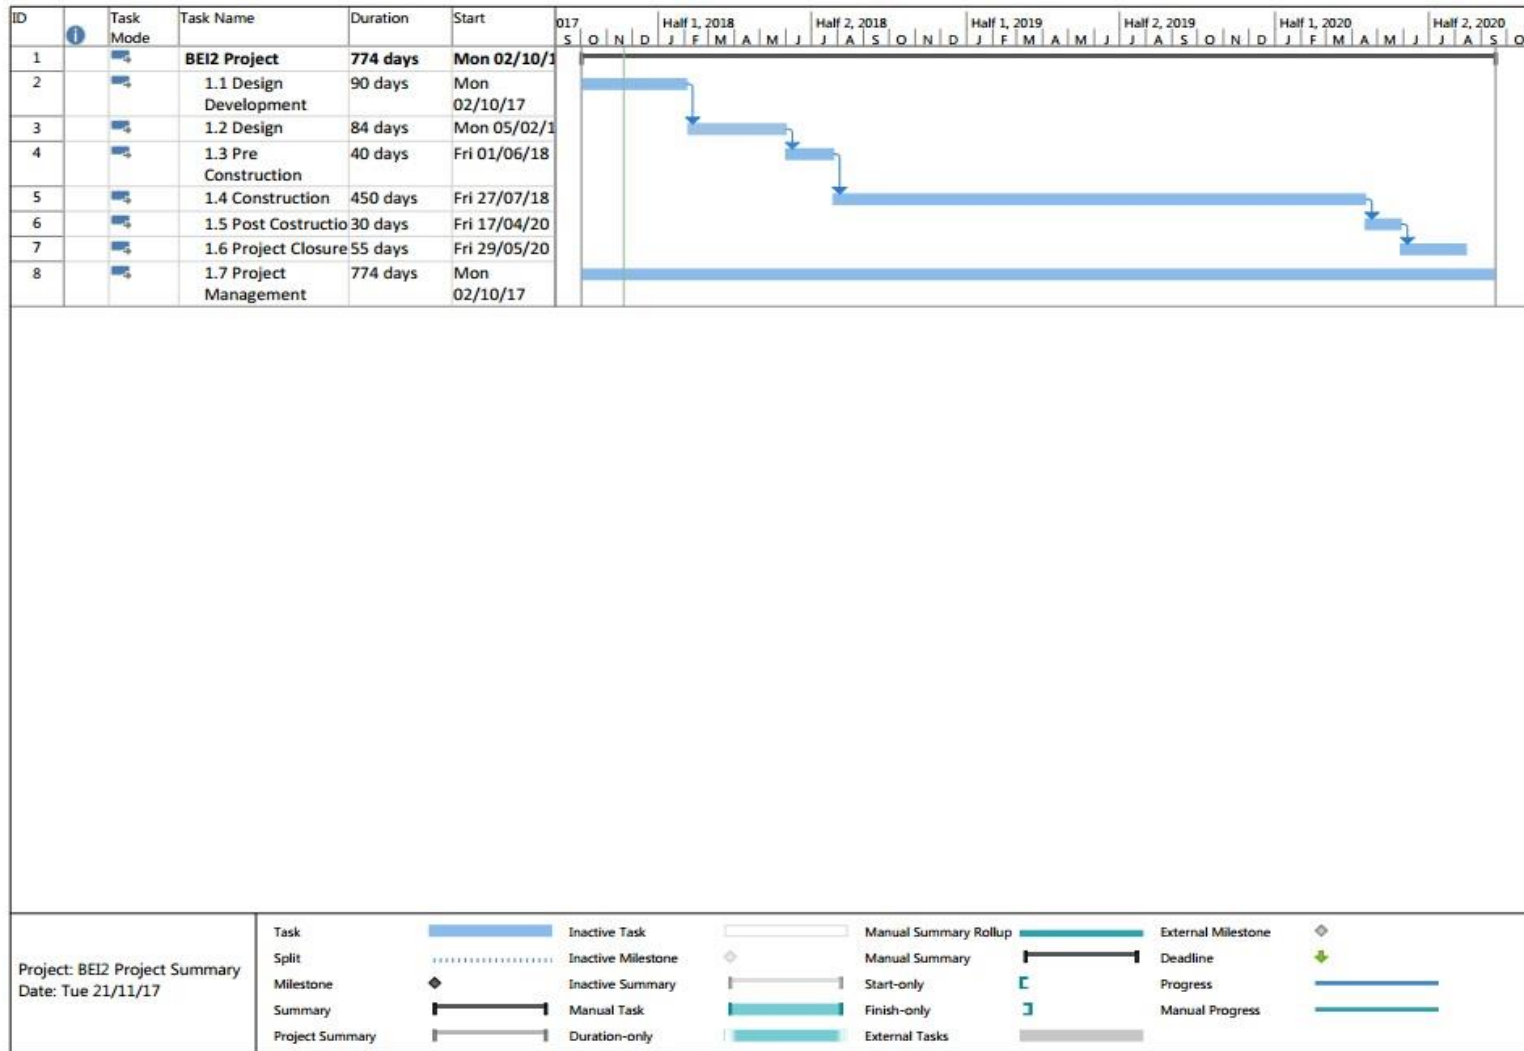 ID Task Mode Task Name Duration Start
017 Half 1, 2018 Half 2, 2018 Half 1, 2019 Half 2, 2019 Half 1, 2020 Half 2, 2020
S O N D J F M A M J J A S O N D J F M A M J J A S O N D J F M A M J J A S O
1 BEI2 Project 774 days Mon 02/10/1
2 1.1 Design 90 days Mon
Development 02/10/17
3 1.2 Design 84 days Mon 05/02/1
4 1.3 Pre 40 days Fri 01/06/18
Construction
5 1.4 Construction 450 days Fri 27/07/18
6 1.5 Post Costructio 30 days Fri 17/04/20
7 1.6 Project Closure 55 days Fri 29/05/20
8 1.7 Project 774 days Mon
Management 02/10/17
Project: BEI2 Project Summary
Date: Tue 21/11/17
Task
Split
Milestone
Summary
Project Summary
Inactive Task
Inactive Milestone
Inactive Summary
Manual Task
Duration-only
Manual Summary Rollup
Manual Summary
Start-only
Finish-only
External Tasks
External Milestone
Deadline
Progress
Manual Progress